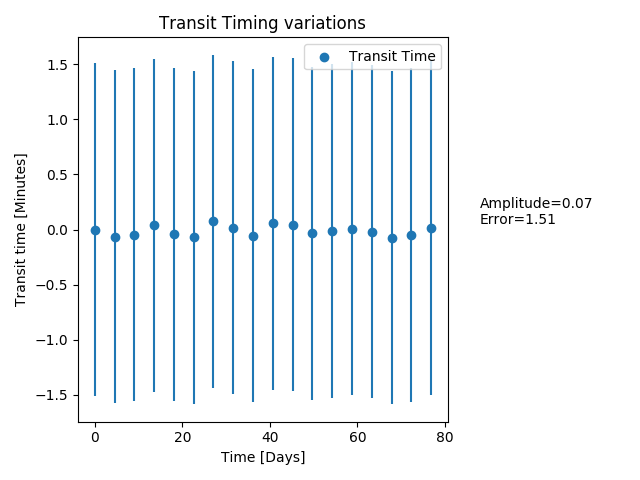 Transit Timing variations
Transit Time
Transit time [Minutes]
1.5
1.0
0.5
0.0
−0.5
−1.0
−1.5
0
20
40
60
80
Time [Days]
Amplitude=0.07
Error=1.51